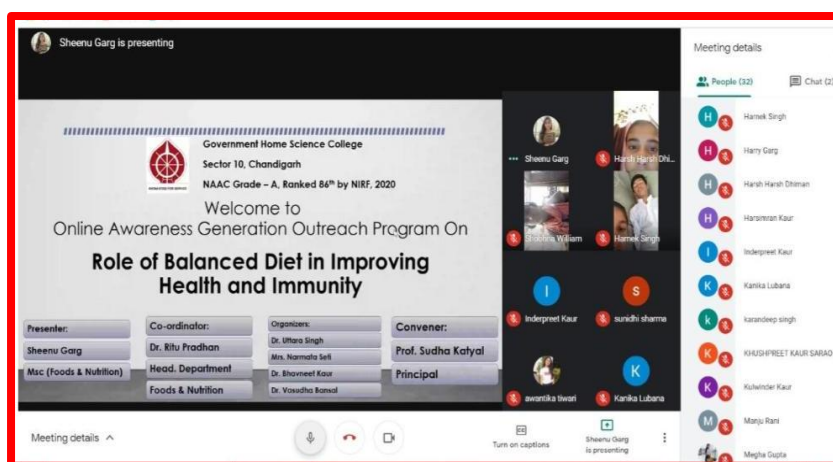 Sheenu Garg is presenting
Government Home Science College
Sector 10, Chandigarh
NAAC Grade – A, Ranked 86th by NIRF, 2020
Welcome to
Online Awareness Generation Outreach Program On
Role of Balanced Diet in Improving
Health and Immunity
Presenter:
Sheenu Garg
Msc (Foods & Nutrition)
Co-ordinator:
Dr. Ritu Pradhan
Head. Department
Foods & Nutrition
Organizers:
Dr. Uttara Singh
Mrs. Narmata Seti
Dr. Bhavneet Kaur
Dr. Vasudha Bansal
Convener:
Prof. Sudha Katyal
Principal
Sheenu Garg
Harsh Harsh Dhi...
William
Harnek Singh
I
Inderpreet Kaur
s
sunidhi sharma
awantika tiwari
K
Kanika Lubana
Meeting details
People (32)
Chat (2)
H
Harnek Singh
H
Harry Garg
H
Harsh Harsh Dhiman
H
Harsimran Kaur
I
Inderpreet Kaur
K
Kanika Lubana
k
karandeep singh
K
KHUSHPREET KAUR SARAO
K
Kulwinder Kaur
M
Manju Rani
Megha Gupta
Meeting details
Turn on captions
Sheenu Garg
is presenting